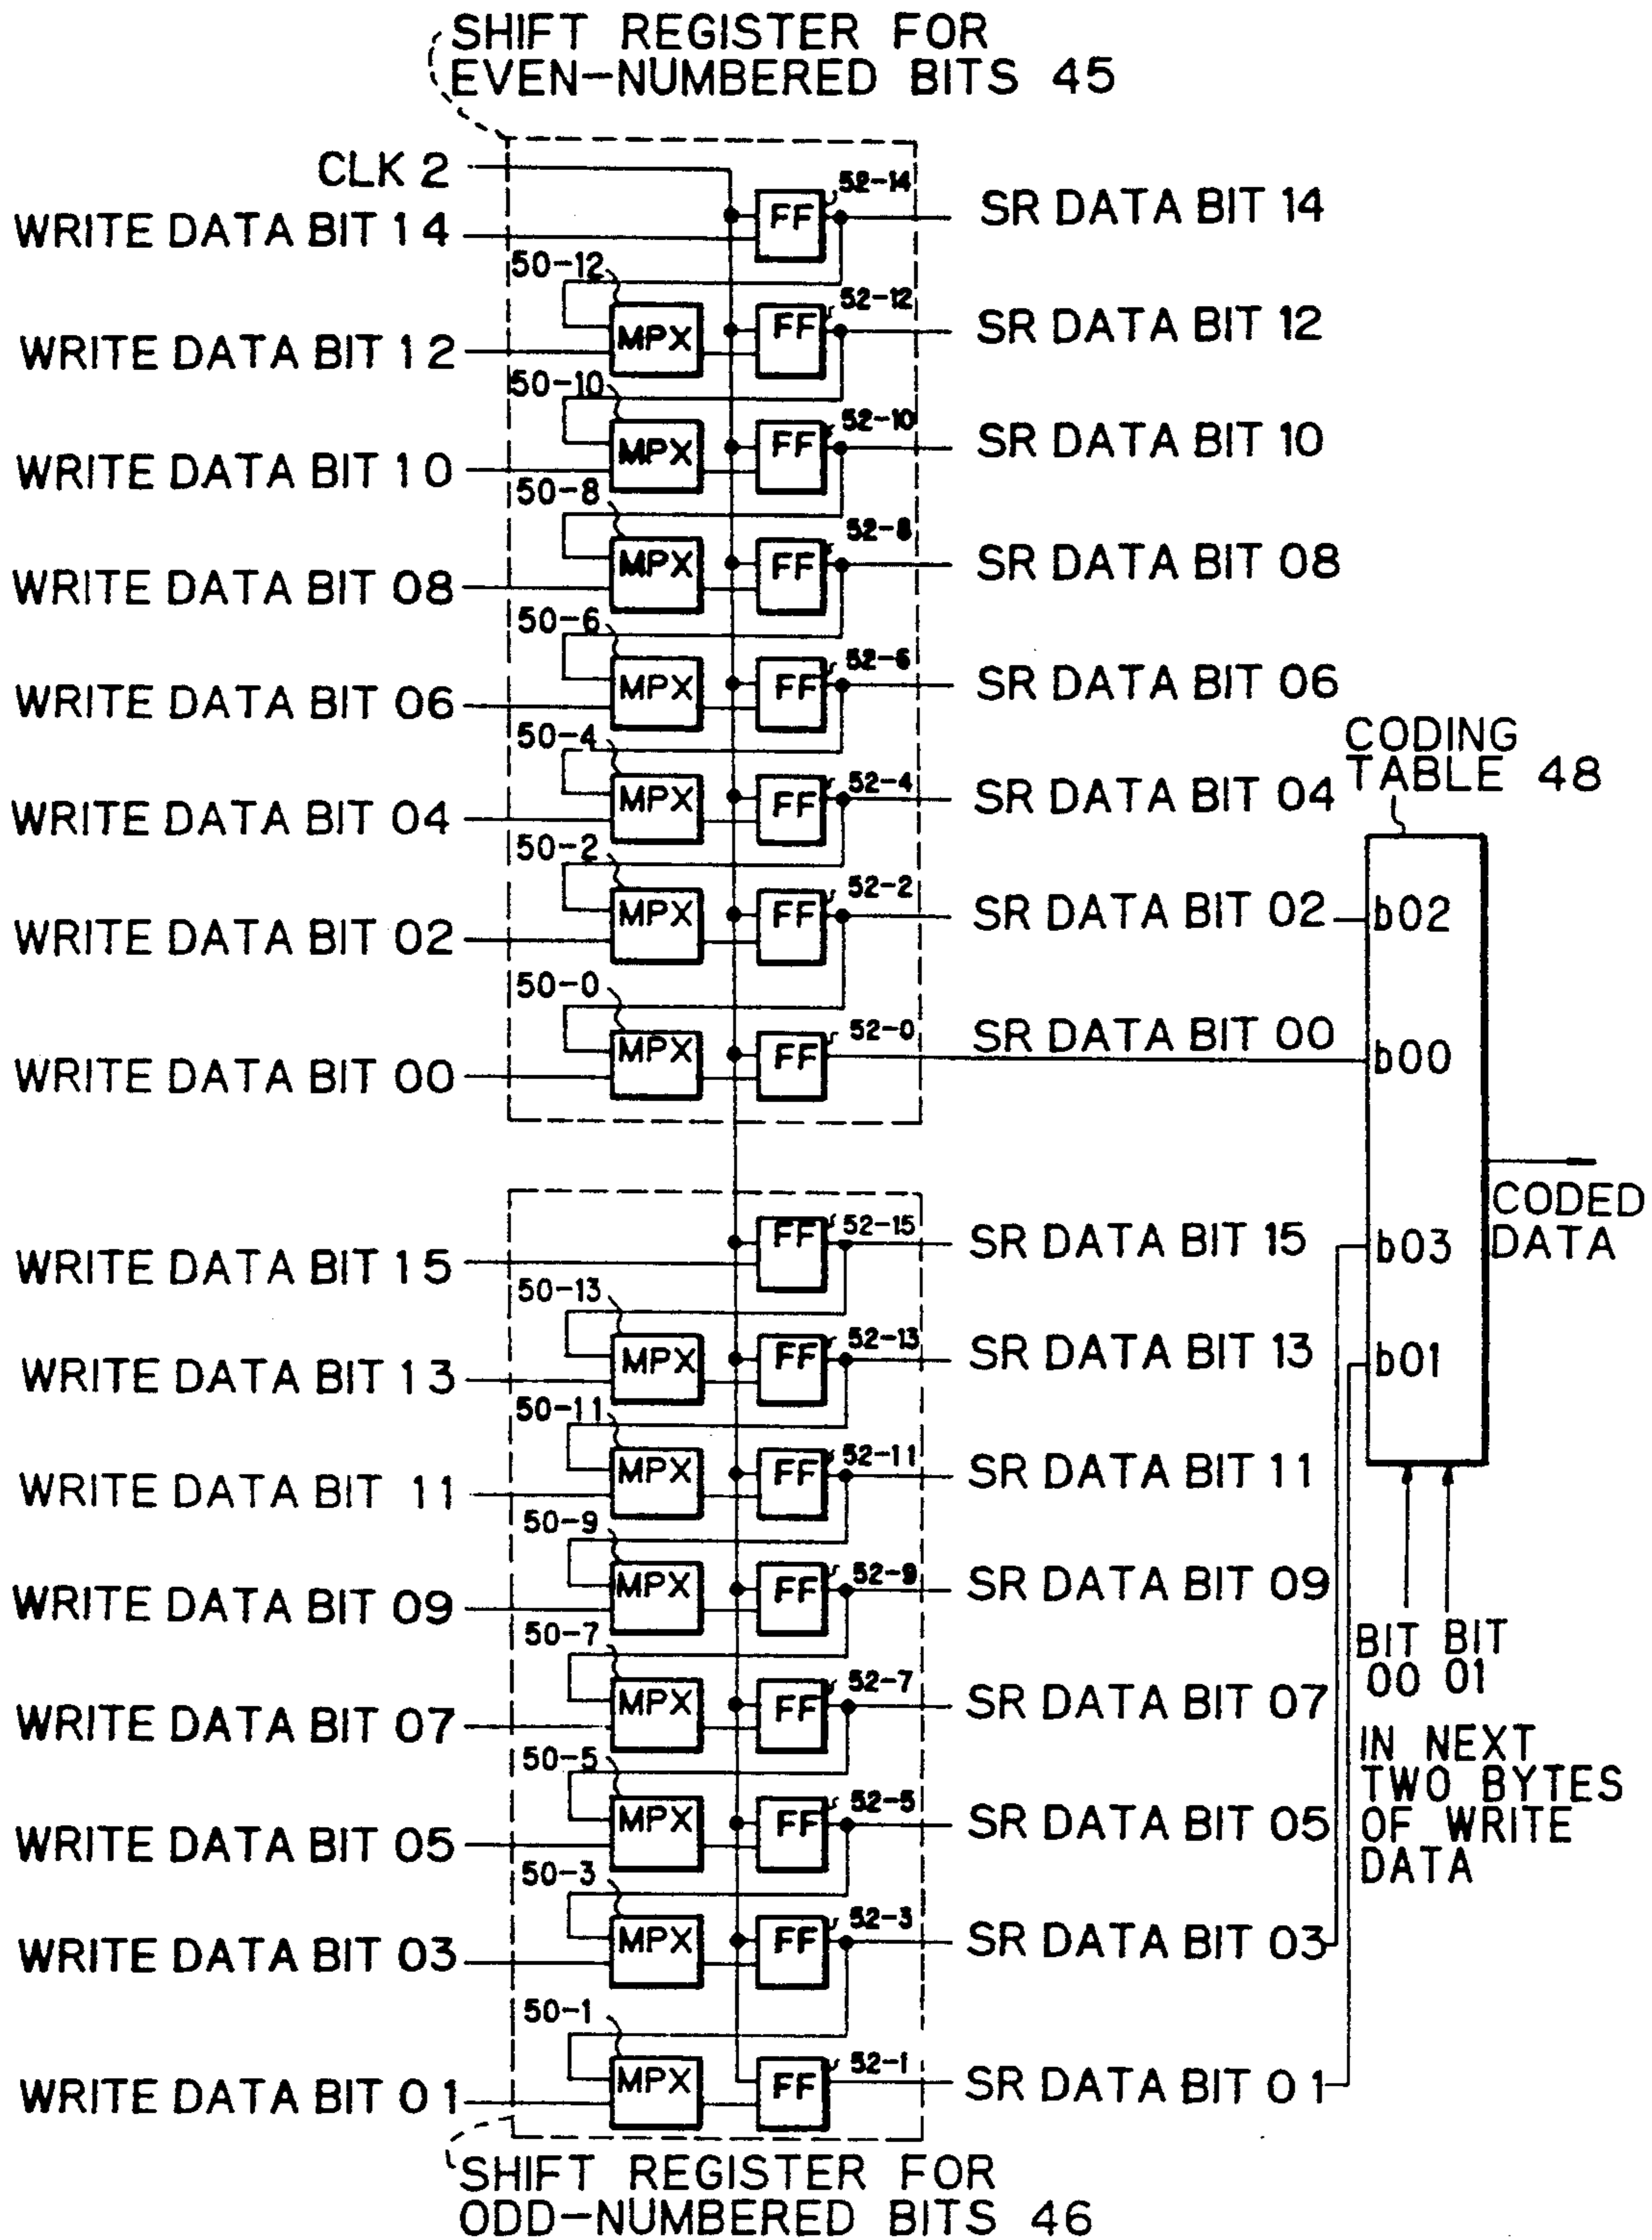 SHIFT REGISTER FOR
EVEN-NUMBERED BITS 45
CLK 2
52-14
FF
SR DATA BIT 14
WRITE DATA BIT 14
50-12
52-12
MPX
FF
SR DATA BIT 12
WRITE DATA BIT 12
50-10
52-10
MPX
FF
SR DATA BIT 10
WRITE DATA BIT 10
50-8
52-8
MPX
FF
SR DATA BIT 08
WRITE DATA BIT 08
50-6
52-6
MPX
FF
SR DATA BIT 06
WRITE DATA BIT 06
50-4
52-4
MPX
FF
SR DATA BIT 04
WRITE DATA BIT 04
CODING
TABLE 48
50-2
52-2
MPX
FF
SR DATA BIT 02
b02
WRITE DATA BIT 02
50-0
52-0
MPX
FF
SR DATA BIT 00
b00
WRITE DATA BIT 00
CODED
DATA
52-15
FF
SR DATA BIT 15
b03
WRITE DATA BIT 15
50-13
52-13
MPX
FF
SR DATA BIT 13
b01
WRITE DATA BIT 13
50-11
52-11
MPX
FF
SR DATA BIT 11
WRITE DATA BIT 11
50-9
52-9
MPX
FF
SR DATA BIT 09
WRITE DATA BIT 09
BIT BIT
00 01
IN NEXT
TWO BYTES
OF WRITE
DATA
50-7
52-7
MPX
FF
SR DATA BIT 07
WRITE DATA BIT 07
50-5
52-5
MPX
FF
SR DATA BIT 05
WRITE DATA BIT 05
50-3
52-3
MPX
FF
SR DATA BIT 03
WRITE DATA BIT 03
50-1
52-1
MPX
FF
SR DATA BIT 01
WRITE DATA BIT 01
SHIFT REGISTER FOR
ODD-NUMBERED BITS 46